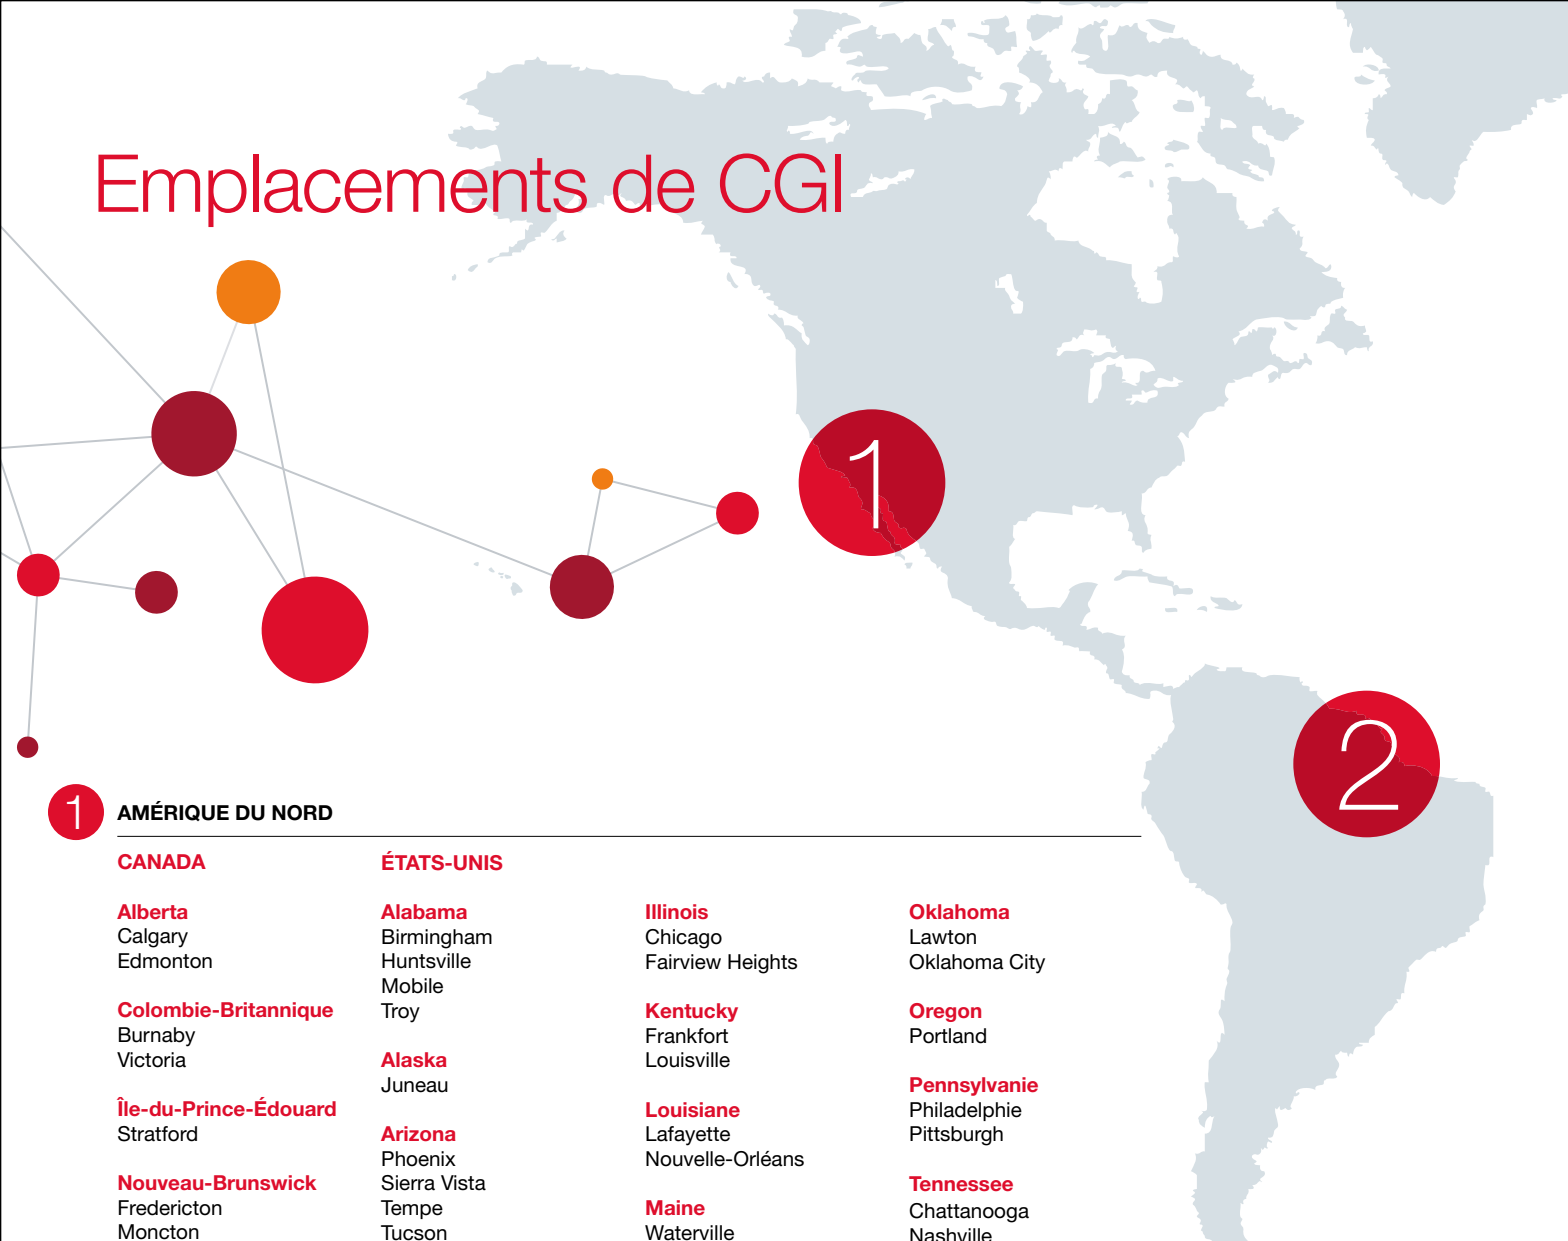 Emplacements de CGI
1
2
1
AMÉRIQUE DU NORD
CANADA
Alberta
Calgary
Edmonton
Colombie-Britannique
Burnaby
Victoria
Île-du-Prince-Édouard
Stratford
Nouveau-Brunswick
Fredericton
Moncton
ÉTATS-UNIS
Alabama
Birmingham
Huntsville
Mobile
Troy
Alaska
Juneau
Arizona
Phoenix
Sierra Vista
Tempe
Tucson
Illinois
Chicago
Fairview Heights
Kentucky
Frankfort
Louisville
Louisiane
Lafayette
Nouvelle-Orléans
Maine
Waterville
Oklahoma
Lawton
Oklahoma City
Oregon
Portland
Pennsylvanie
Philadelphie
Pittsburgh
Tennessee
Chattanooga
Nashville